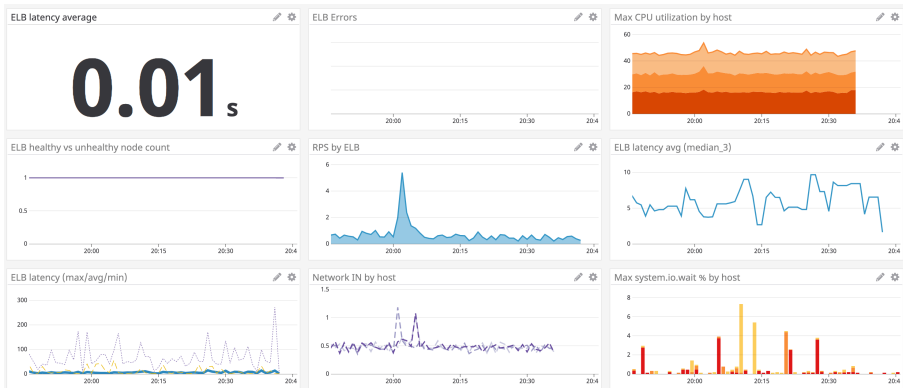 ELB latency average
0.01 s
ELB Errors
20:00 20:15 20:30 20:4
Max CPU utilization by host
60
40
20
0
20:00 20:15 20:30 20:4
ELB healthy vs unhealthy node count
1
0.5
0
20:00 20:15 20:30 20:4
RPS by ELB
6
4
2
0
20:00 20:15 20:30 20:4
ELB latency avg (median_3)
10
5
0
20:00 20:15 20:30 20:4
ELB latency (max/avg/min)
300
200
100
0
20:00 20:15 20:30 20:4
Network IN by host
1.5
1
0.5
0
20:00 20:15 20:30 20:4
Max system.io.wait % by host
8
6
4
2
0
20:00 20:15 20:30 20:4